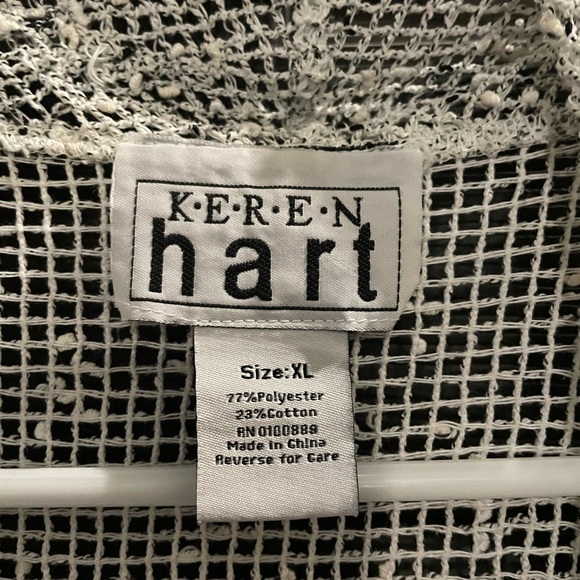 K·E·R·E·N
hart
Size:XL
77%Polyester
23%Cotton
RN 0100889
Made in China
Reverse for Care